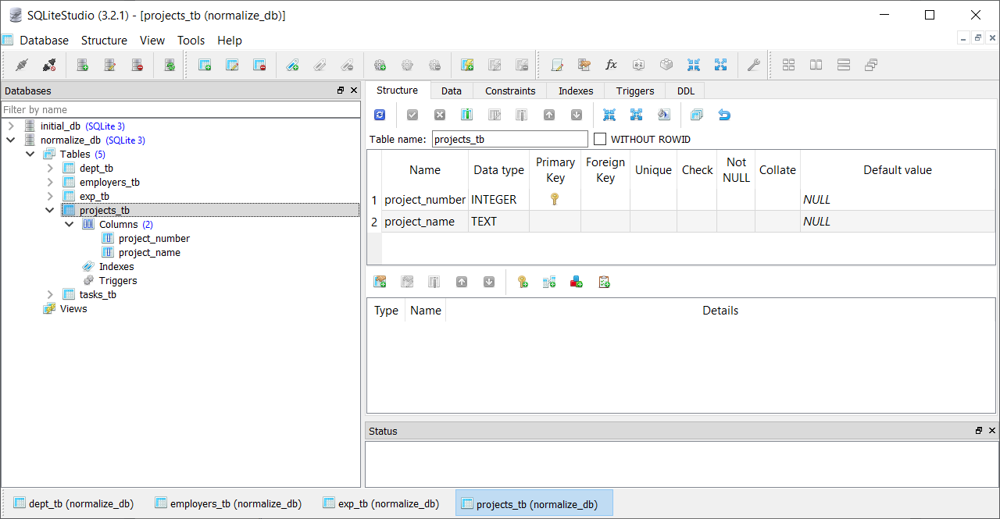 SQLiteStudio (3.2.1) - [projects_tb (normalize_db)]
Database Structure View Tools Help
Databases
Filter by name
initial_db (SQLite 3)
normalize_db (SQLite 3)
Tables (5)
dept_tb
employers_tb
exp_tb
projects_tb
Columns (2)
project_number
project_name
Indexes
Triggers
tasks_tb
Views
Structure Data Constraints Indexes Triggers DDL
Table name: projects_tb WITHOUT ROWID
Name Data type Primary Key Foreign Key Unique Check Not NULL Collate Default value
1 project_number INTEGER NULL
2 project_name TEXT NULL
Type Name Details
Status
dept_tb (normalize_db) employers_tb (normalize_db) exp_tb (normalize_db) projects_tb (normalize_db)